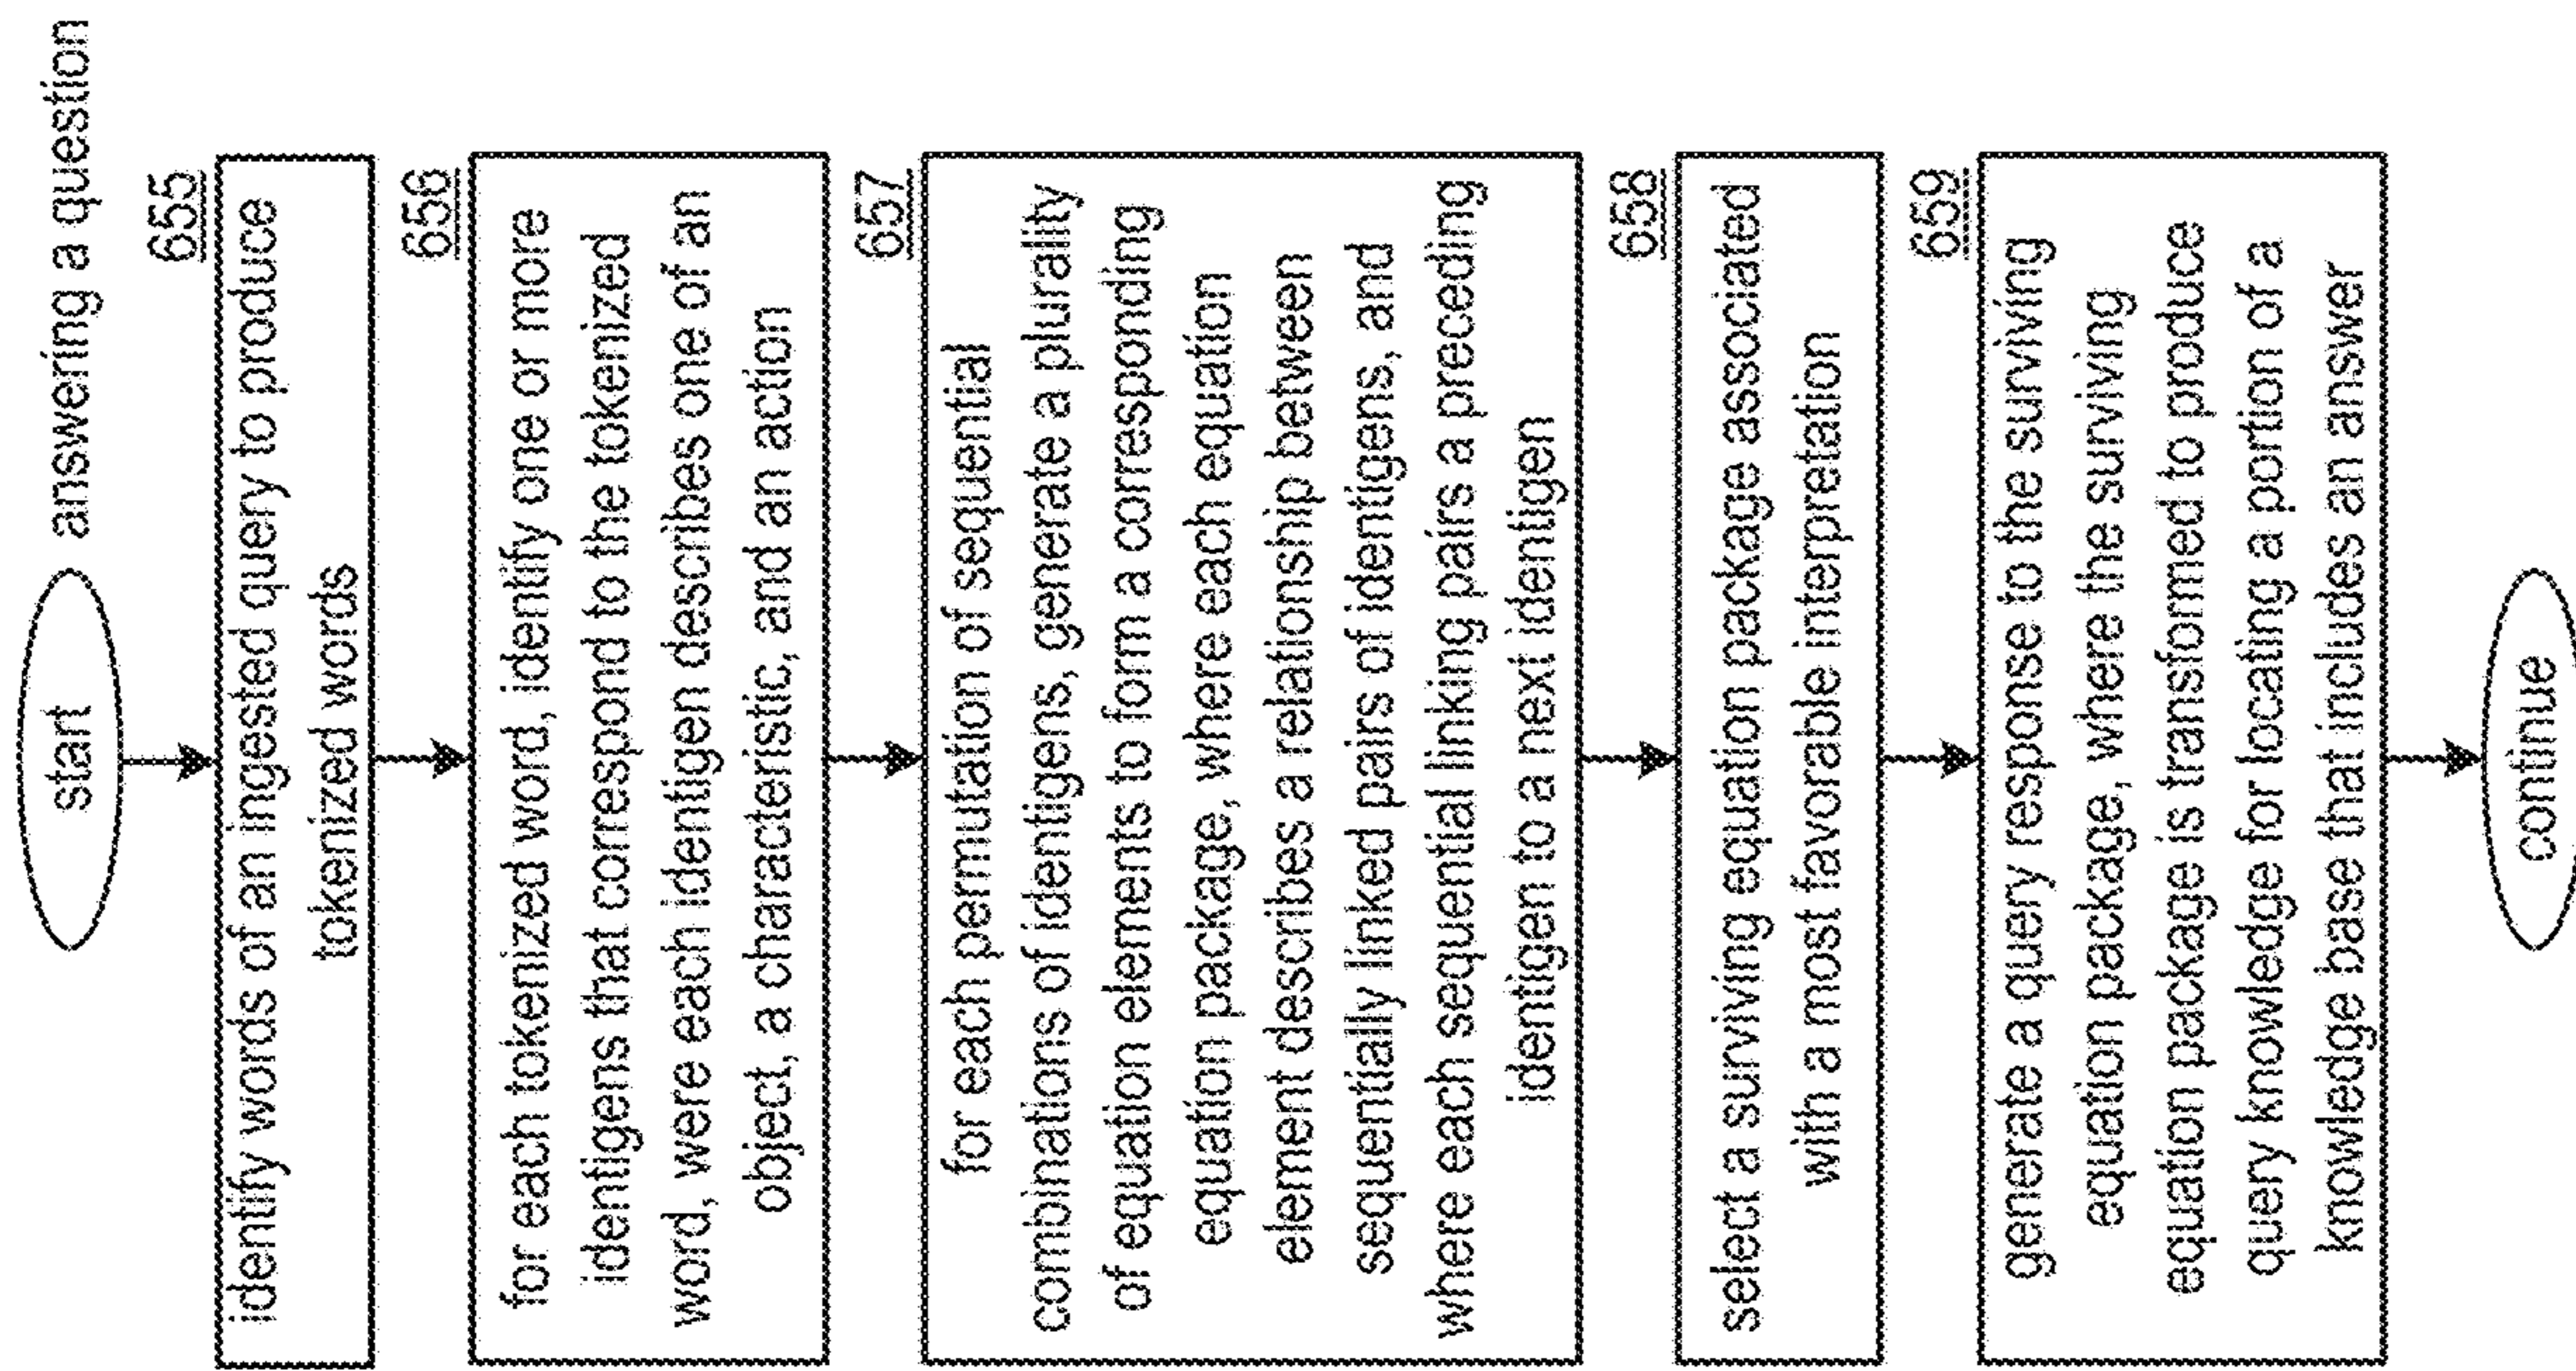 start
answering a question
655
identify words of an ingested query to produce
tokenized words
656
for each tokenized word, identify one or more
identigens that correspond to the tokenized
word, were each identigen describes one of an
object, a characteristic, and an action
657
for each permutation of sequential
combinations of identigens, generate a plurality
of equation elements to form a corresponding
equation package, where each equation
element describes a relationship between
sequentially linked pairs of identigens, and
where each sequential linking pairs a preceding
identigen to a next identigen
658
select a surviving equation package associated
with a most favorable interpretation
659
generate a query response to the surviving
equation package, where the surviving
equation package is transformed to produce
query knowledge for locating a portion of a
knowledge base that includes an answer
continue